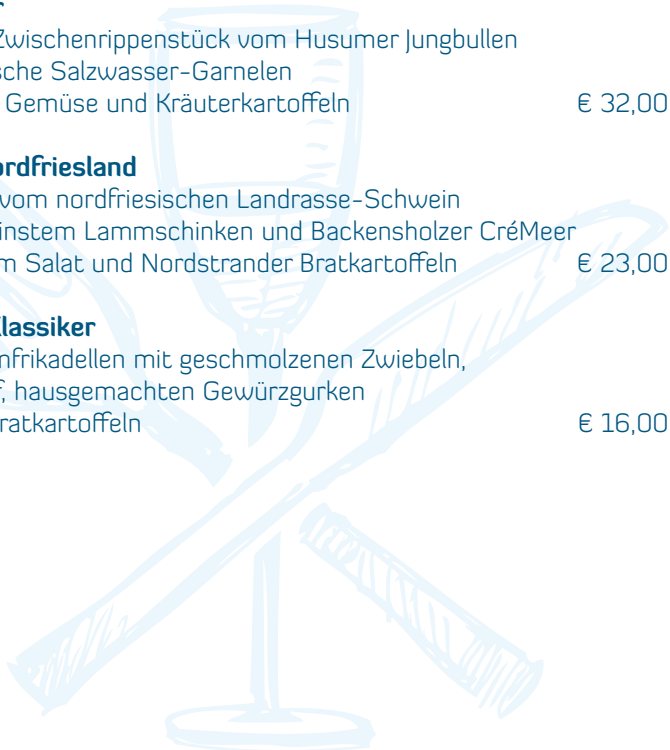 Zwischenrippenstück vom Husumer Jungbullen
sche Salzwasser-Garnelen
Gemüse und Kräuterkartoffeln € 32,00
ordfriesland
vom nordfriesischen Landrasse-Schwein
instem Lammschinken und Backensholzer CréMeer
m Salat und Nordstrander Bratkartoffeln € 23,00
Klassiker
nfrikadellen mit geschmolzenen Zwiebeln,
hausgemachten Gewürzgurken
ratkartoffeln € 16,00